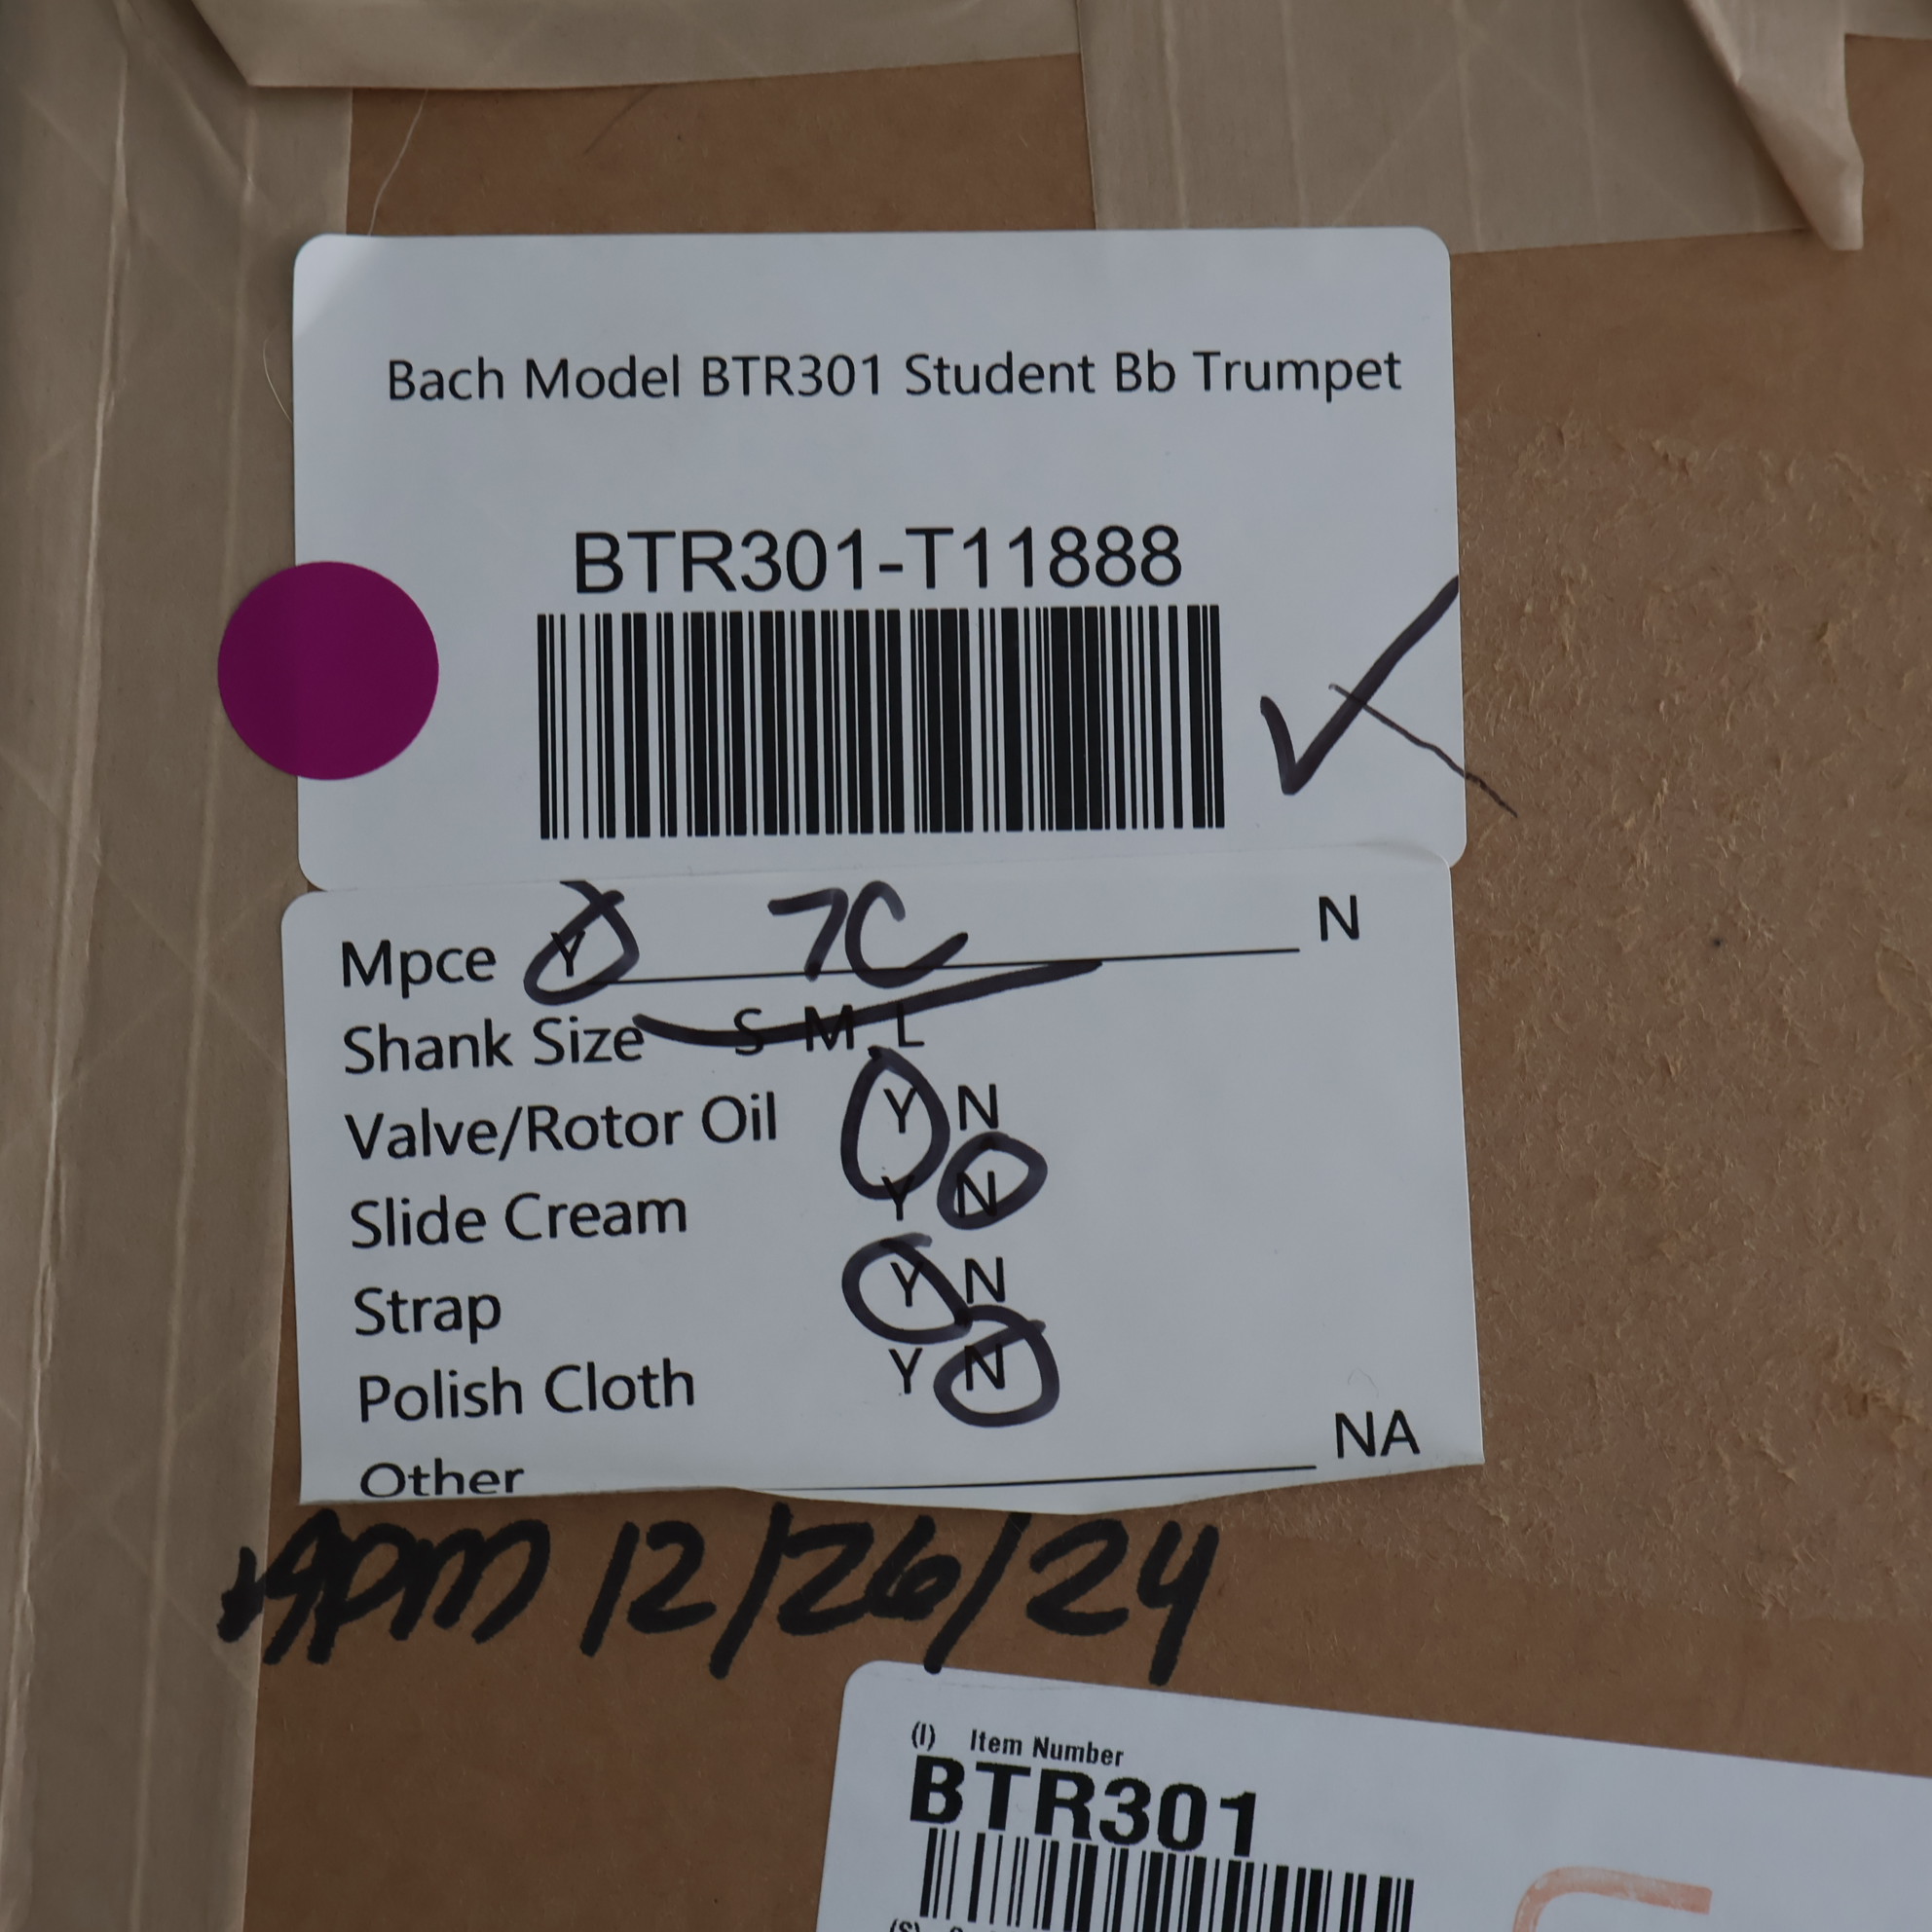 Bach Model BTR301 Student Bb Trumpet
BTR301-T11888
Mpce Y 7C N
Shank Size S M L
Valve/Rotor Oil Y N
Slide Cream Y N
Strap Y N
Polish Cloth Y N
Other NA
12/26/24
(I) Item Number
BTR301
(S)